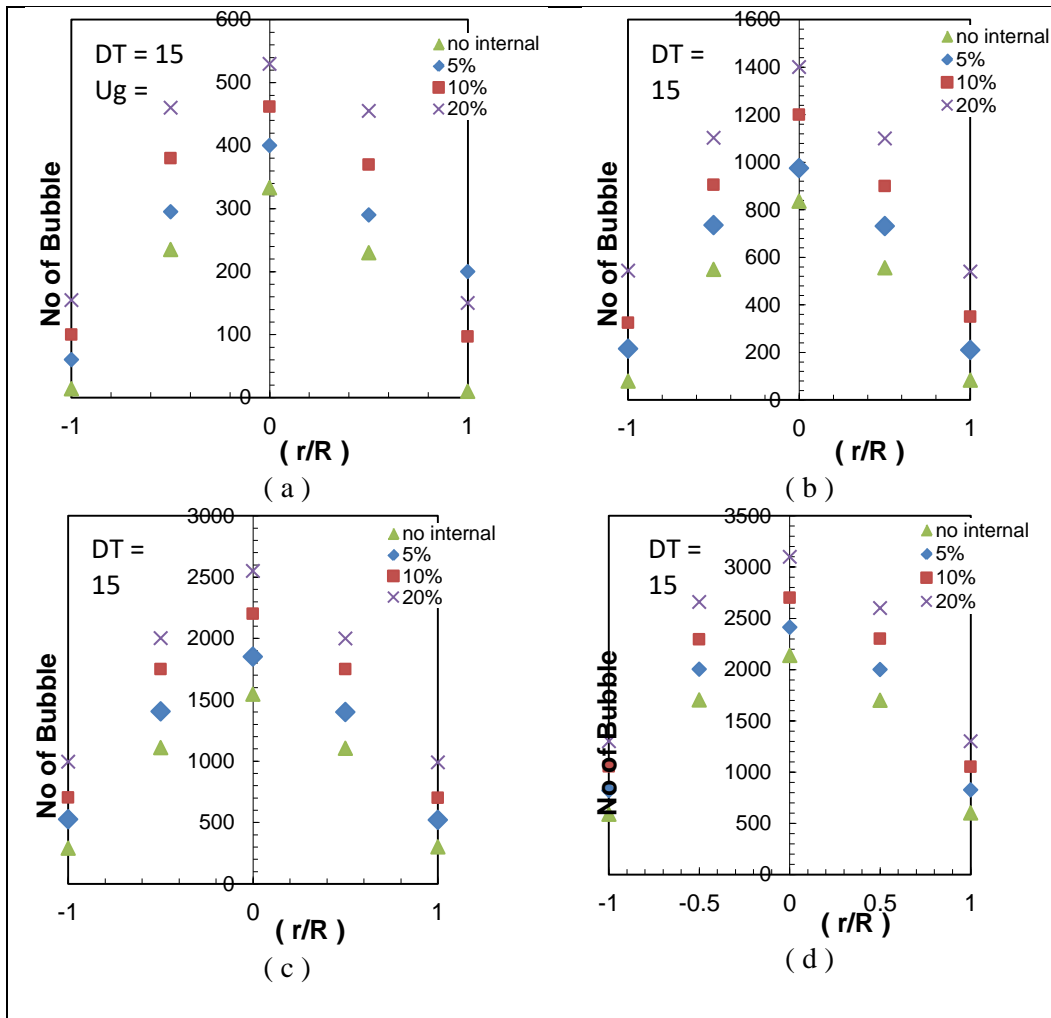 DT = 15
Ug =
600
500
400
300
200
100
0
-1
0
1
No of Bubble
( r/R )
no internal
5%
10%
20%
( a )
DT =
15
1600
1400
1200
1000
800
600
400
200
0
-1
0
1
No of Bubble
( r/R )
no internal
5%
10%
20%
( b )
DT =
15
3000
2500
2000
1500
1000
500
0
-1
0
1
No of Bubble
( r/R )
no internal
5%
10%
20%
( c )
DT =
15
3500
3000
2500
2000
1500
1000
500
0
-1
-0.5
0
0.5
1
No of Bubble
( r/R )
no internal
5%
10%
20%
( d )